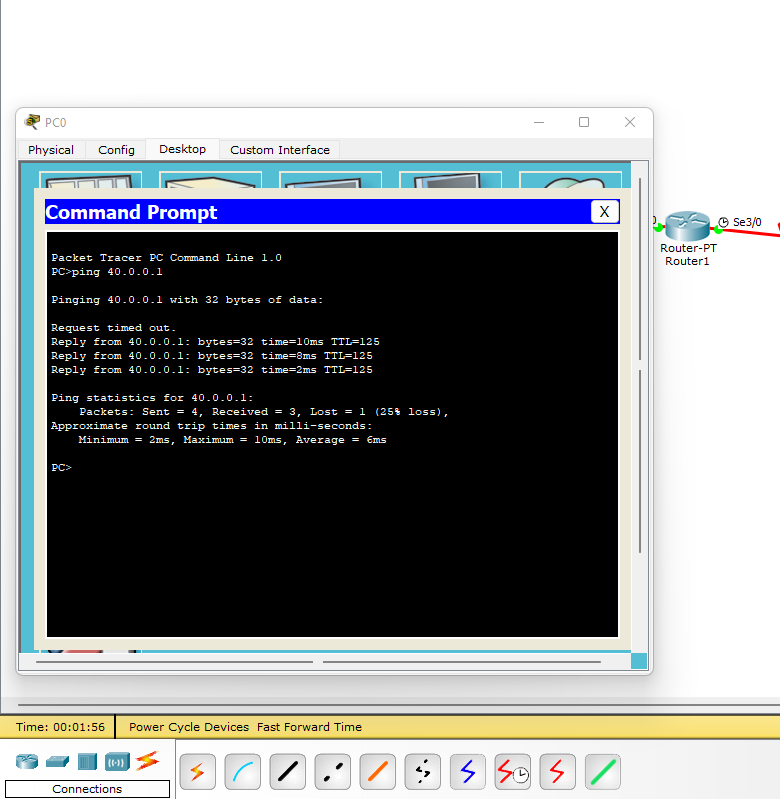 PC0
Physical Config Desktop Custom Interface
Command Prompt X
Packet Tracer PC Command Line 1.0
PC>ping 40.0.0.1
Pinging 40.0.0.1 with 32 bytes of data:
Request timed out.
Reply from 40.0.0.1: bytes=32 time=10ms TTL=125
Reply from 40.0.0.1: bytes=32 time=8ms TTL=125
Reply from 40.0.0.1: bytes=32 time=2ms TTL=125
Ping statistics for 40.0.0.1:
Packets: Sent = 4, Received = 3, Lost = 1 (25% loss),
Approximate round trip times in milli-seconds:
Minimum = 2ms, Maximum = 10ms, Average = 6ms
PC>
Se3/0
Router-PT
Router1
Time: 00:01:56 Power Cycle Devices Fast Forward Time
Connections